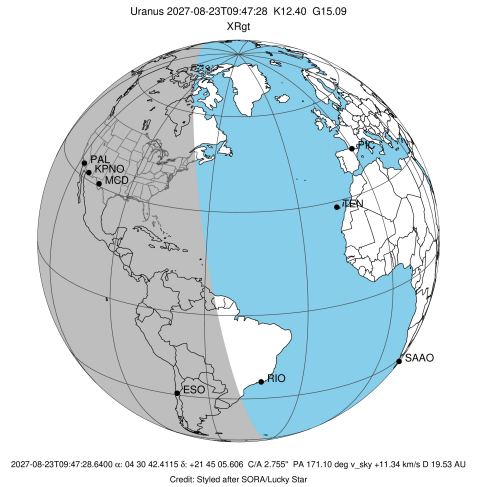 Uranus 2027-08-23T09:47:28 K12.40 G15.09
XRgt
PIC
PAL
KPNO
MCD
TEN
SAAO
RIO
ESO
2027-08-23T09:47:28.6400 α: 04 30 42.4115 δ: +21 45 05.606 C/A 2.755" PA 171.10 deg v_sky +11.34 km/s D 19.53 AU
Credit: Styled after SORA/Lucky Star